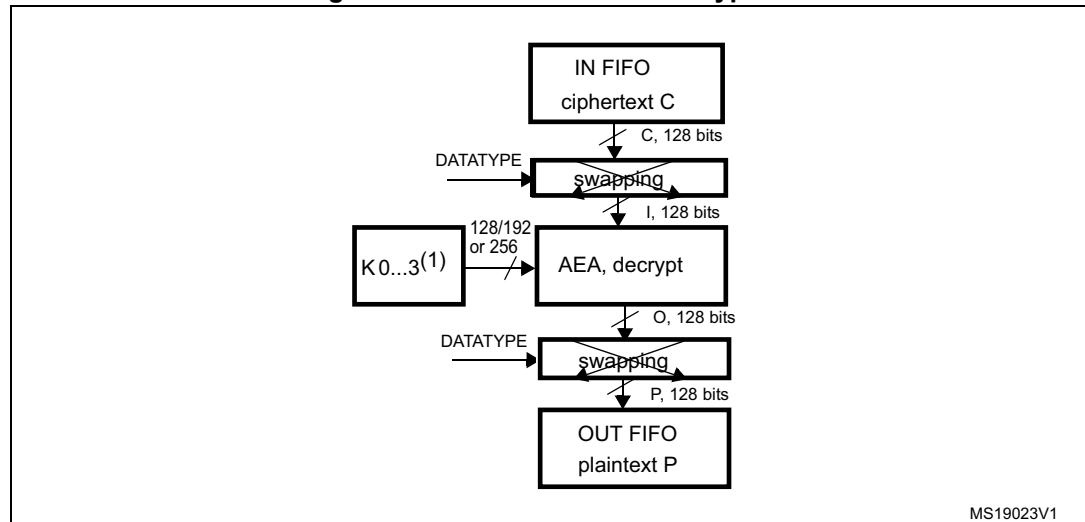 IN FIFO
ciphertext C
C, 128 bits
DATATYPE
swapping
I, 128 bits
128/192
or 256
K 0...3(1)
AEA, decrypt
O, 128 bits
DATATYPE
swapping
P, 128 bits
OUT FIFO
plaintext P
MS19023V1